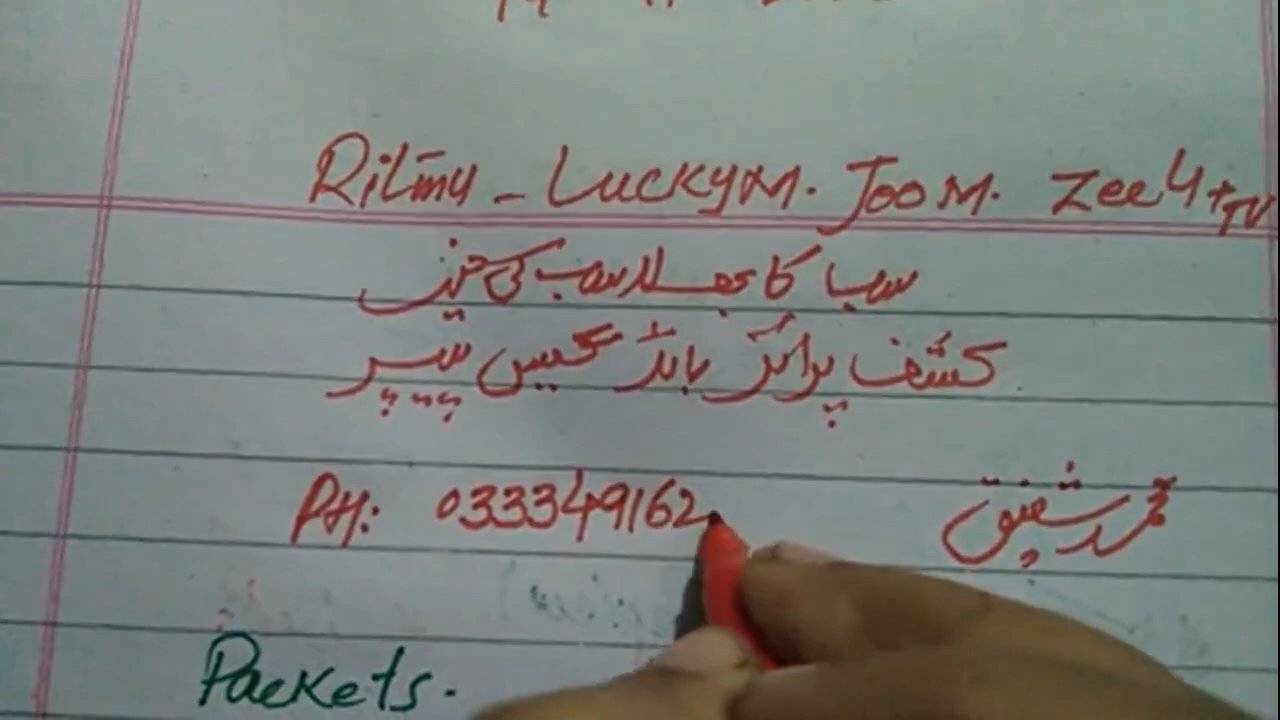 Ritmu - LuckyM. JooM. Zee4+TV
سب کا بھلا سب کی خیر
کشف پرائز بانڈ گیس پیپر
PH: 033349162 محمد شفیق
Packets.